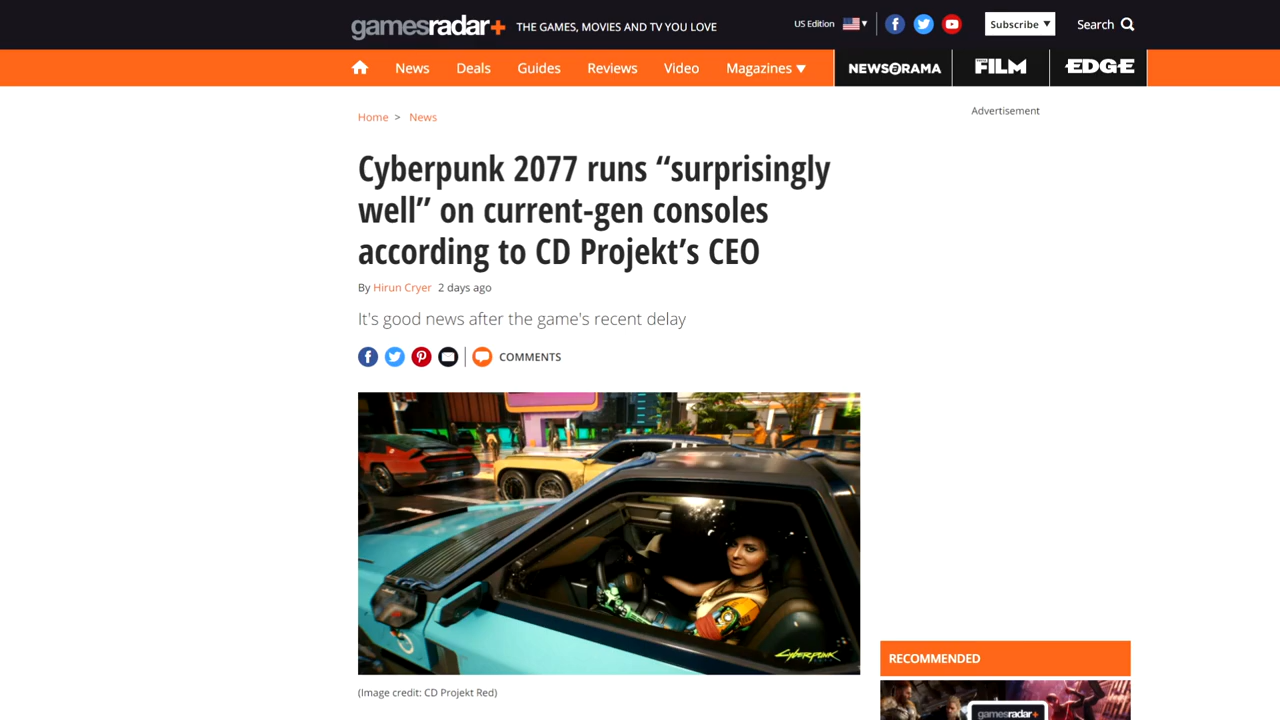 gamesradar+ THE GAMES, MOVIES AND TV YOU LOVE
US Edition
Subscribe
Search
News Deals Guides Reviews Video Magazines NEWSARAMA FILM EDGE
Home > News
Advertisement
Cyberpunk 2077 runs “surprisingly
well” on current-gen consoles
according to CD Projekt’s CEO
By Hirun Cryer 2 days ago
It's good news after the game's recent delay
COMMENTS
CYBERPUNK
(Image credit: CD Projekt Red)
RECOMMENDED
gamesradar+